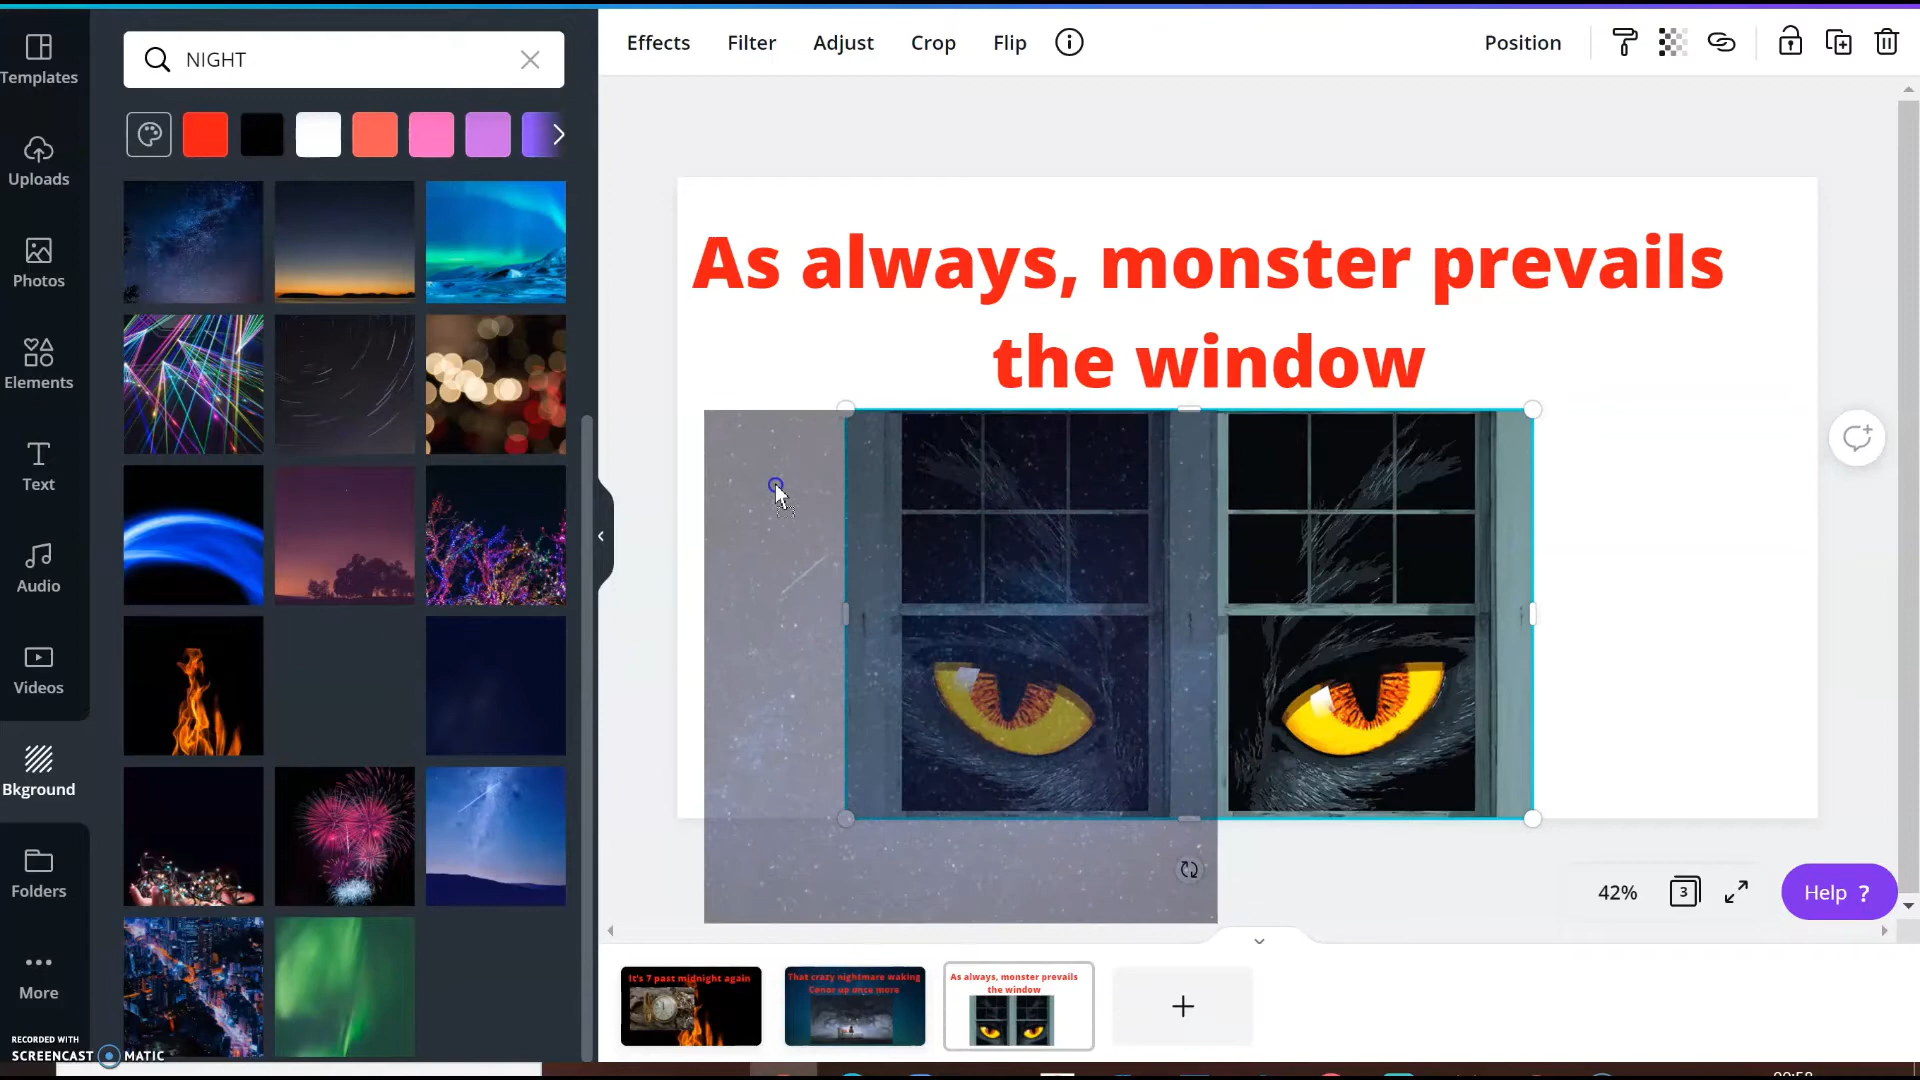 Templates
Uploads
Photos
Elements
Text
Audio
Videos
Bkground
Folders
More
RECORDED WITH
SCREENCAST MATIC
NIGHT
Effects
Filter
Adjust
Crop
Flip
Position
As always, monster prevails
the window
42%
3
Help ?
It's 7 past midnight again
That crazy nightmare waking
Conor up once more
As always, monster prevails
the window